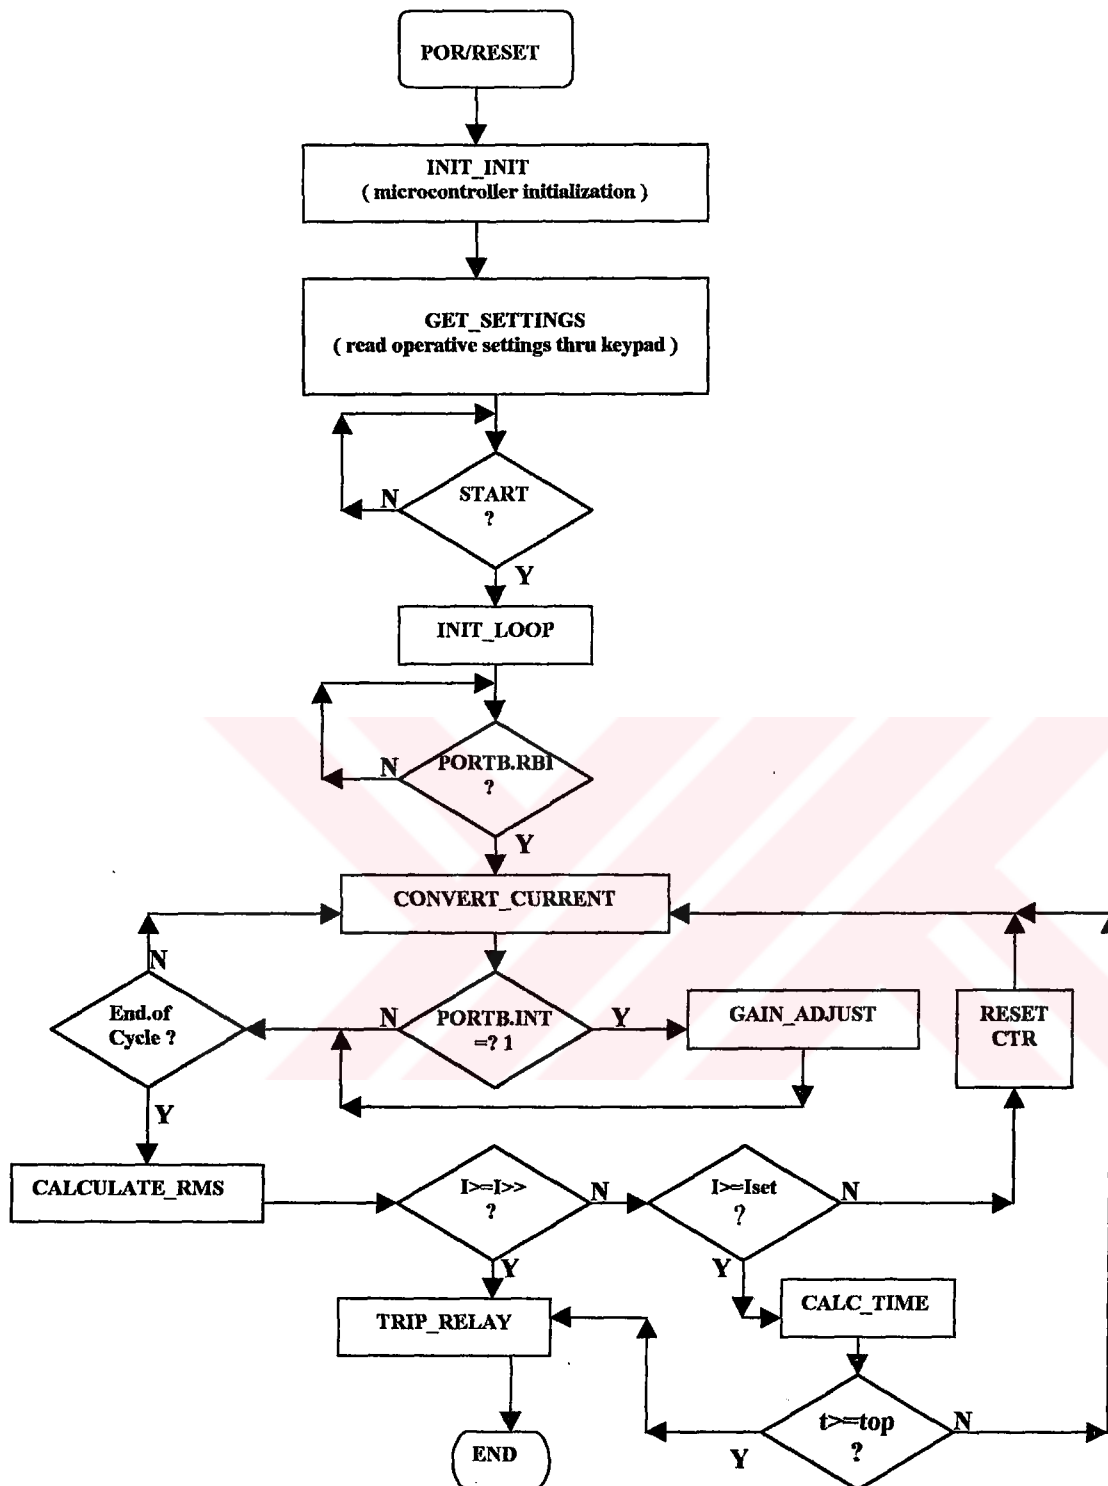 POR/RESET
INIT_INIT
( microcontroller initialization )
GET_SETTINGS
( read operative settings thru keypad )
START
?
N
Y
INIT_LOOP
PORTB.RBI
?
N
Y
CONVERT_CURRENT
N
End.of
Cycle ?
Y
N
PORTB.INT
=? 1
Y
GAIN_ADJUST
RESET
CTR
CALCULATE_RMS
I>=I>>
?
N
Y
I>=Iset
?
N
Y
TRIP_RELAY
CALC_TIME
t>=top
?
N
Y
END